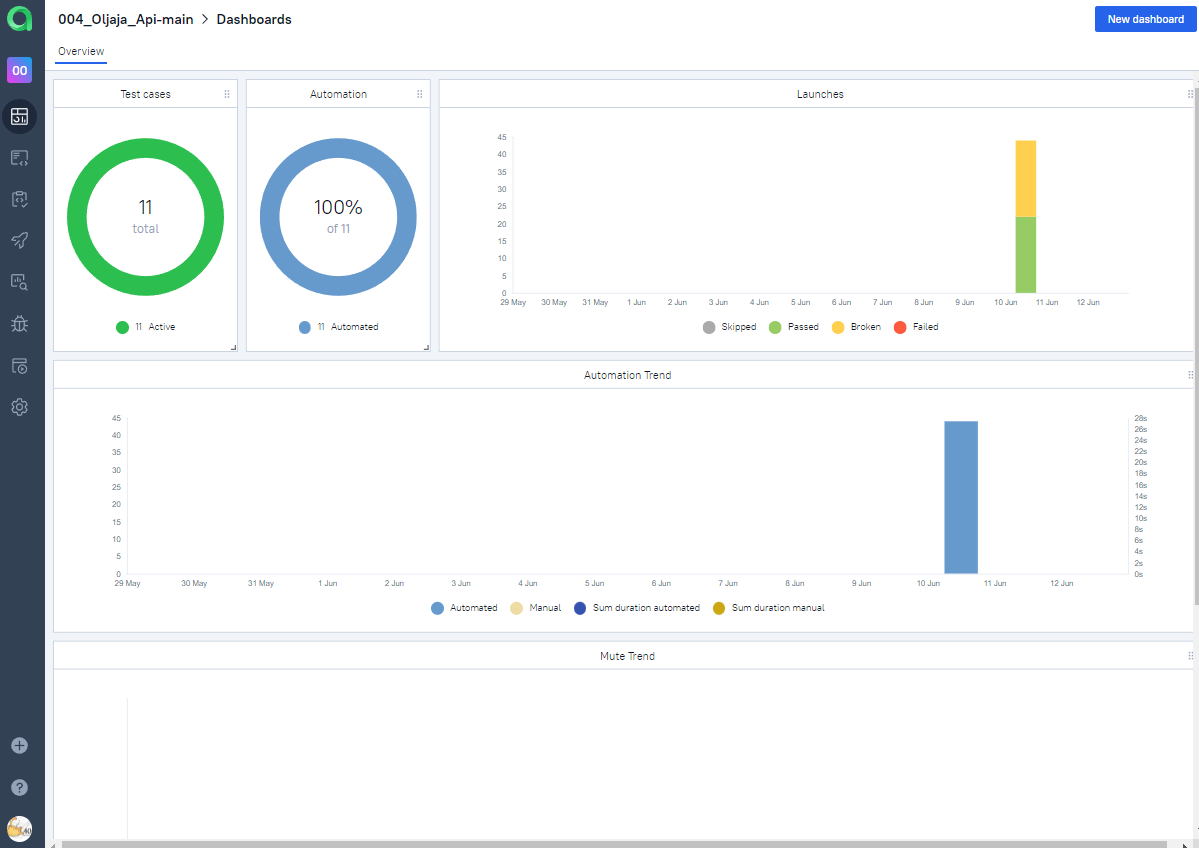 004_Oljaja_Api-main > Dashboards
New dashboard
Overview
00
Test cases
11
total
11 Active
Automation
100%
of 11
11 Automated
Launches
45
40
35
30
25
20
15
10
5
0
29 May 30 May 31 May 1 Jun 2 Jun 3 Jun 4 Jun 5 Jun 6 Jun 7 Jun 8 Jun 9 Jun 10 Jun 11 Jun 12 Jun
Skipped Passed Broken Failed
Automation Trend
45
40
35
30
25
20
15
10
5
0
28s
26s
24s
22s
20s
18s
16s
14s
12s
10s
8s
6s
4s
2s
0s
29 May 30 May 31 May 1 Jun 2 Jun 3 Jun 4 Jun 5 Jun 6 Jun 7 Jun 8 Jun 9 Jun 10 Jun 11 Jun 12 Jun
Automated Manual Sum duration automated Sum duration manual
Mute Trend